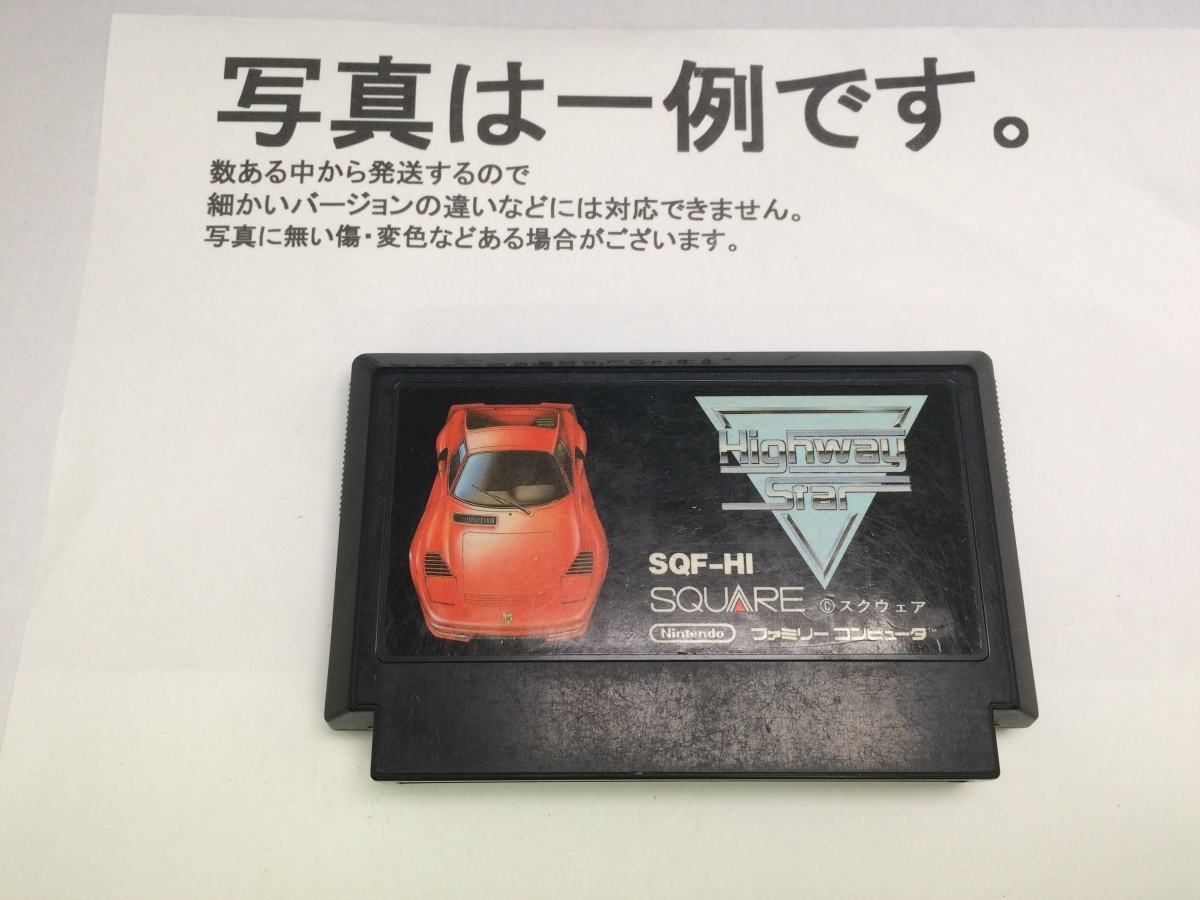 写真は一例です。
数ある中から発送するので
細かいバージョンの違いなどには対応できません。
写真に無い傷・変色などある場合がございます。
Highway
Star
SQF-HI
SQUARE ©スクウェア
Nintendo ファミリーコンピュータ™